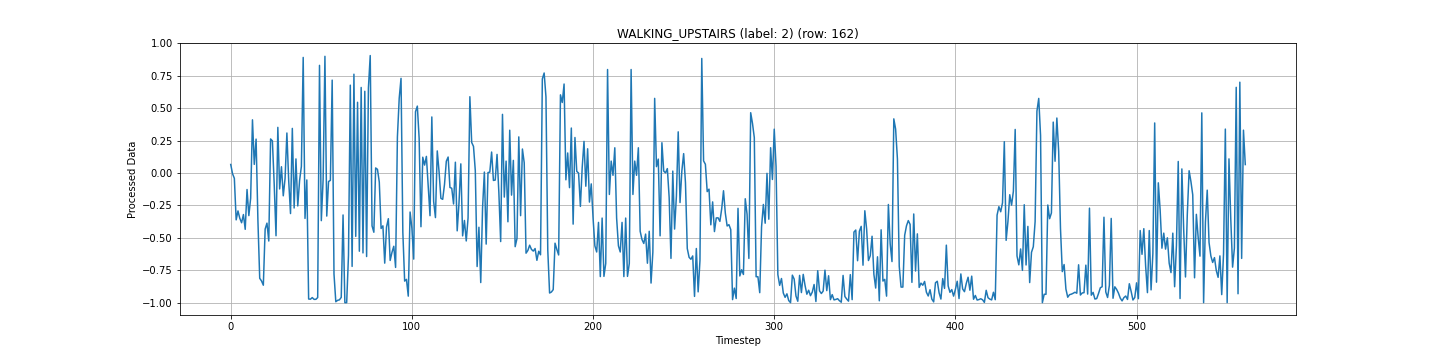 WALKING_UPSTAIRS (label: 2) (row: 162)
1.00
0.75
0.50
0.25
0.00
−0.25
−0.50
−0.75
−1.00
Processed Data
0 100 200 300 400 500
Timestep